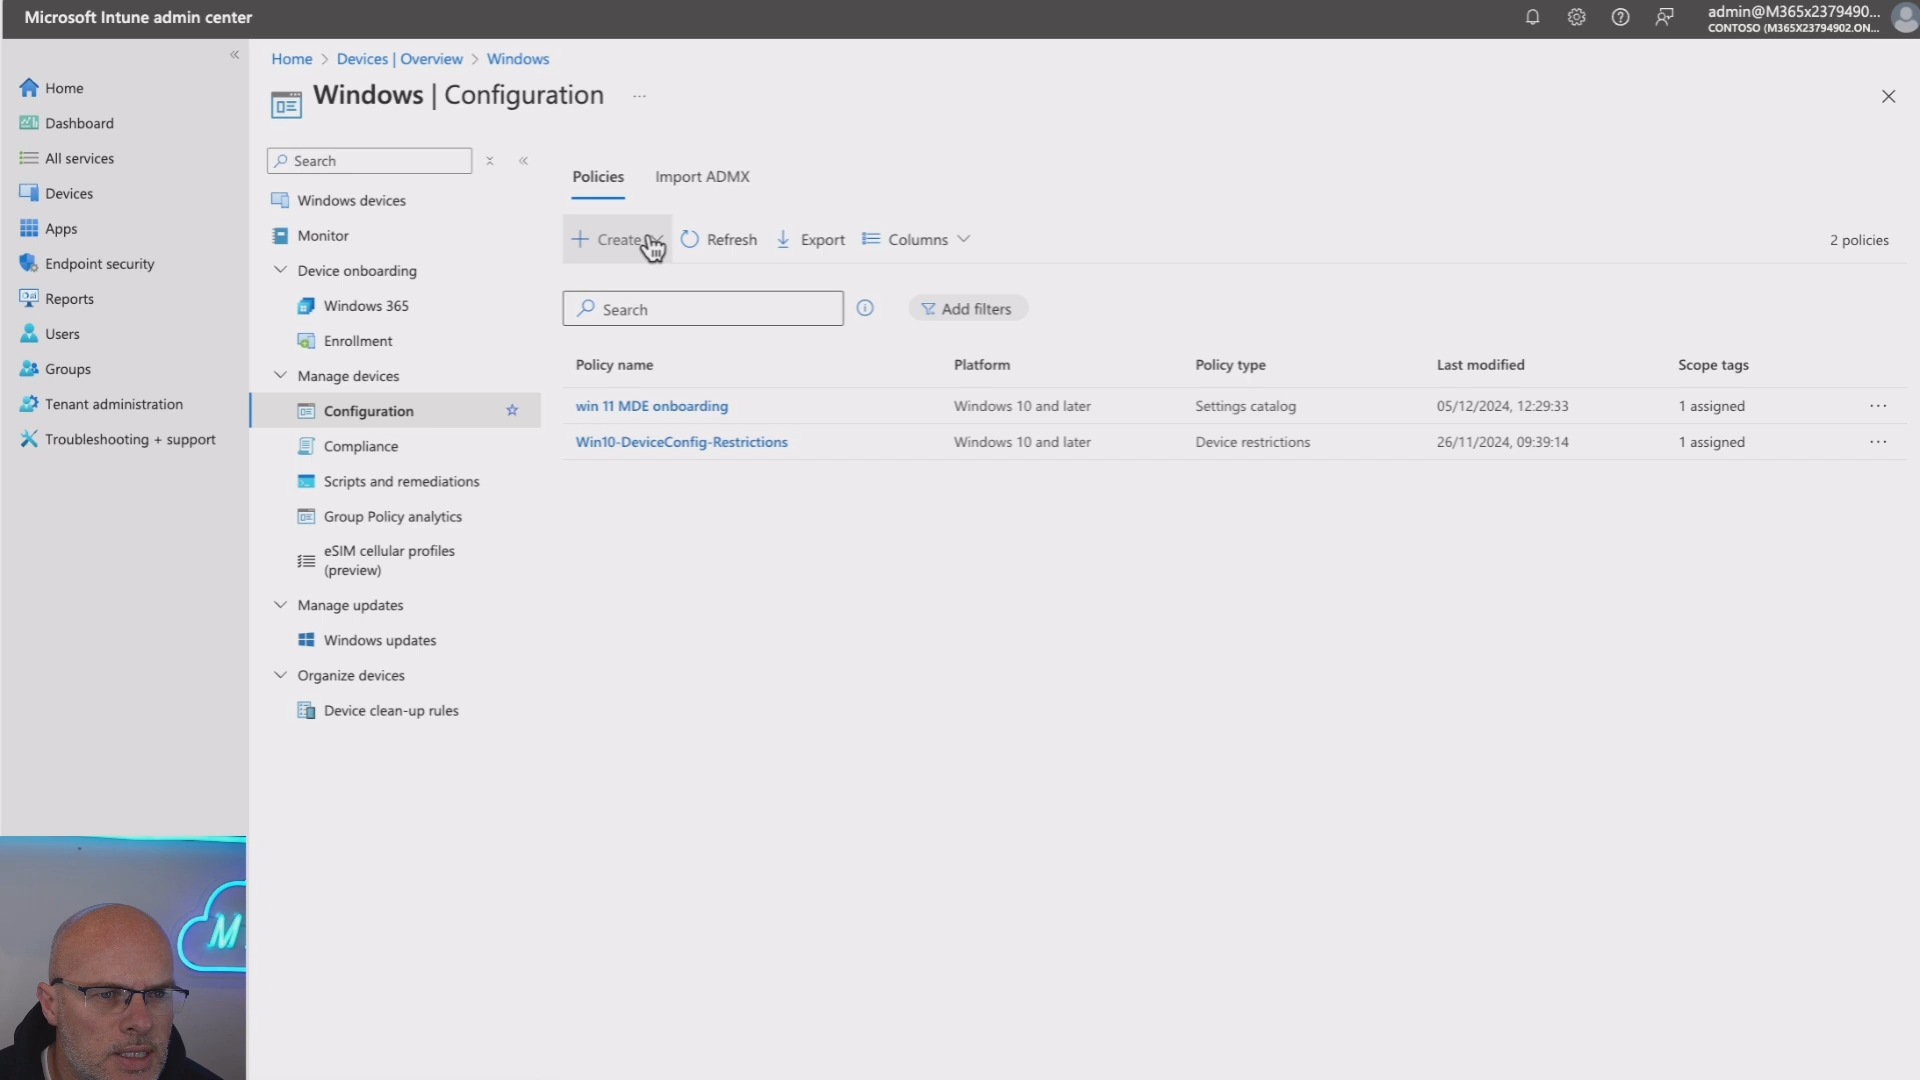 Microsoft Intune admin center
admin@M365x2379490...
CONTOSO (M365X23794902.ON...
Home
Dashboard
All services
Devices
Apps
Endpoint security
Reports
Users
Groups
Tenant administration
Troubleshooting + support
Home > Devices | Overview > Windows
Windows | Configuration
Search
Windows devices
Monitor
Device onboarding
Windows 365
Enrollment
Manage devices
Configuration
Compliance
Scripts and remediations
Group Policy analytics
eSIM cellular profiles
(preview)
Manage updates
Windows updates
Organize devices
Device clean-up rules
Policies Import ADMX
Create Refresh Export Columns 2 policies
Search Add filters
Policy name Platform Policy type Last modified Scope tags
win 11 MDE onboarding Windows 10 and later Settings catalog 05/12/2024, 12:29:33 1 assigned
Win10-DeviceConfig-Restrictions Windows 10 and later Device restrictions 26/11/2024, 09:39:14 1 assigned